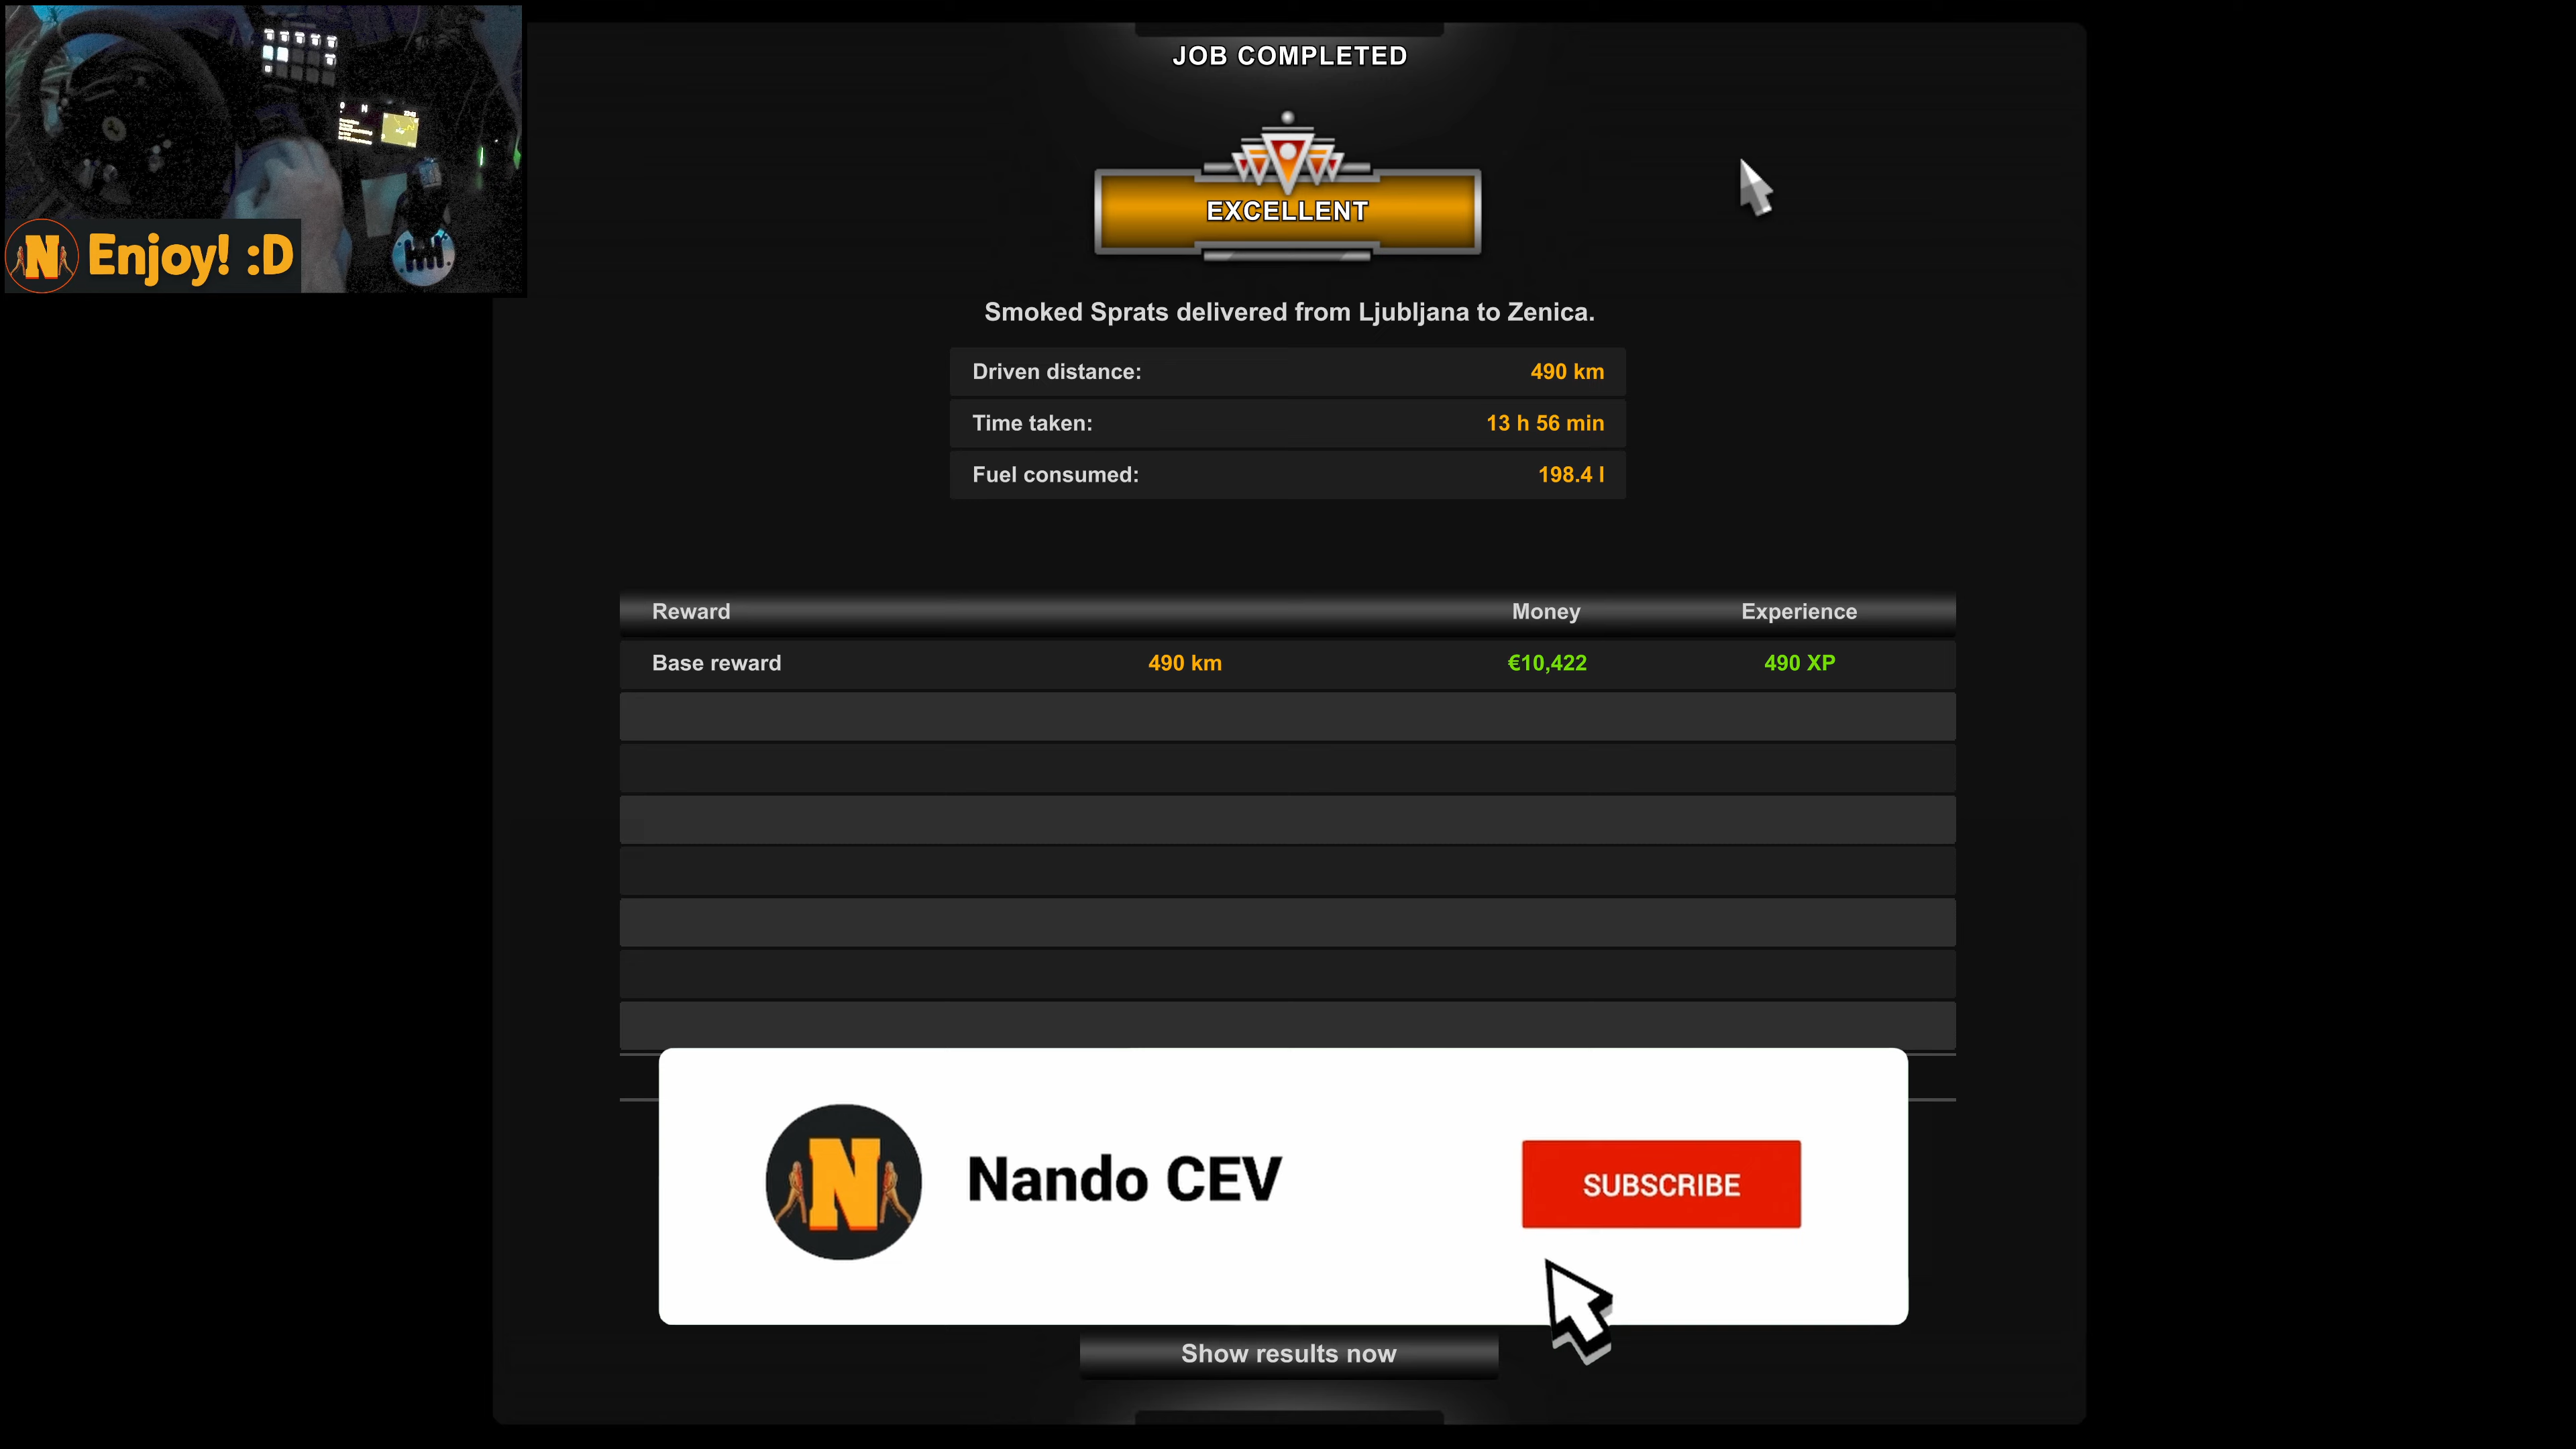 JOB COMPLETED
EXCELLENT
N Enjoy! :D
Smoked Sprats delivered from Ljubljana to Zenica.
Driven distance: 490 km
Time taken: 13 h 56 min
Fuel consumed: 198.4 l
Reward Money Experience
Base reward 490 km €10,422 490 XP
N Nando CEV SUBSCRIBE
Show results now